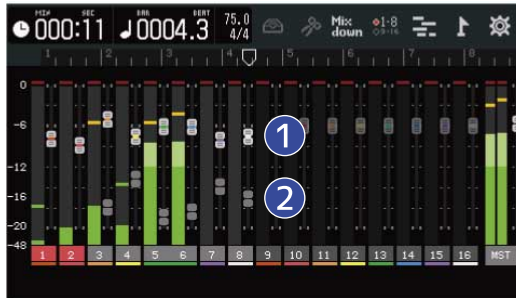 MIN SEC BAR BEAT
000:11 0004.3 75.0 4/4 Mix down 1-8 9-16
1 2 3 4 5 6 7 8
0
-6
1
-12
-16
2
-20
-48
1 2 3 4 5 6 7 8 9 10 11 12 13 14 15 16 MST